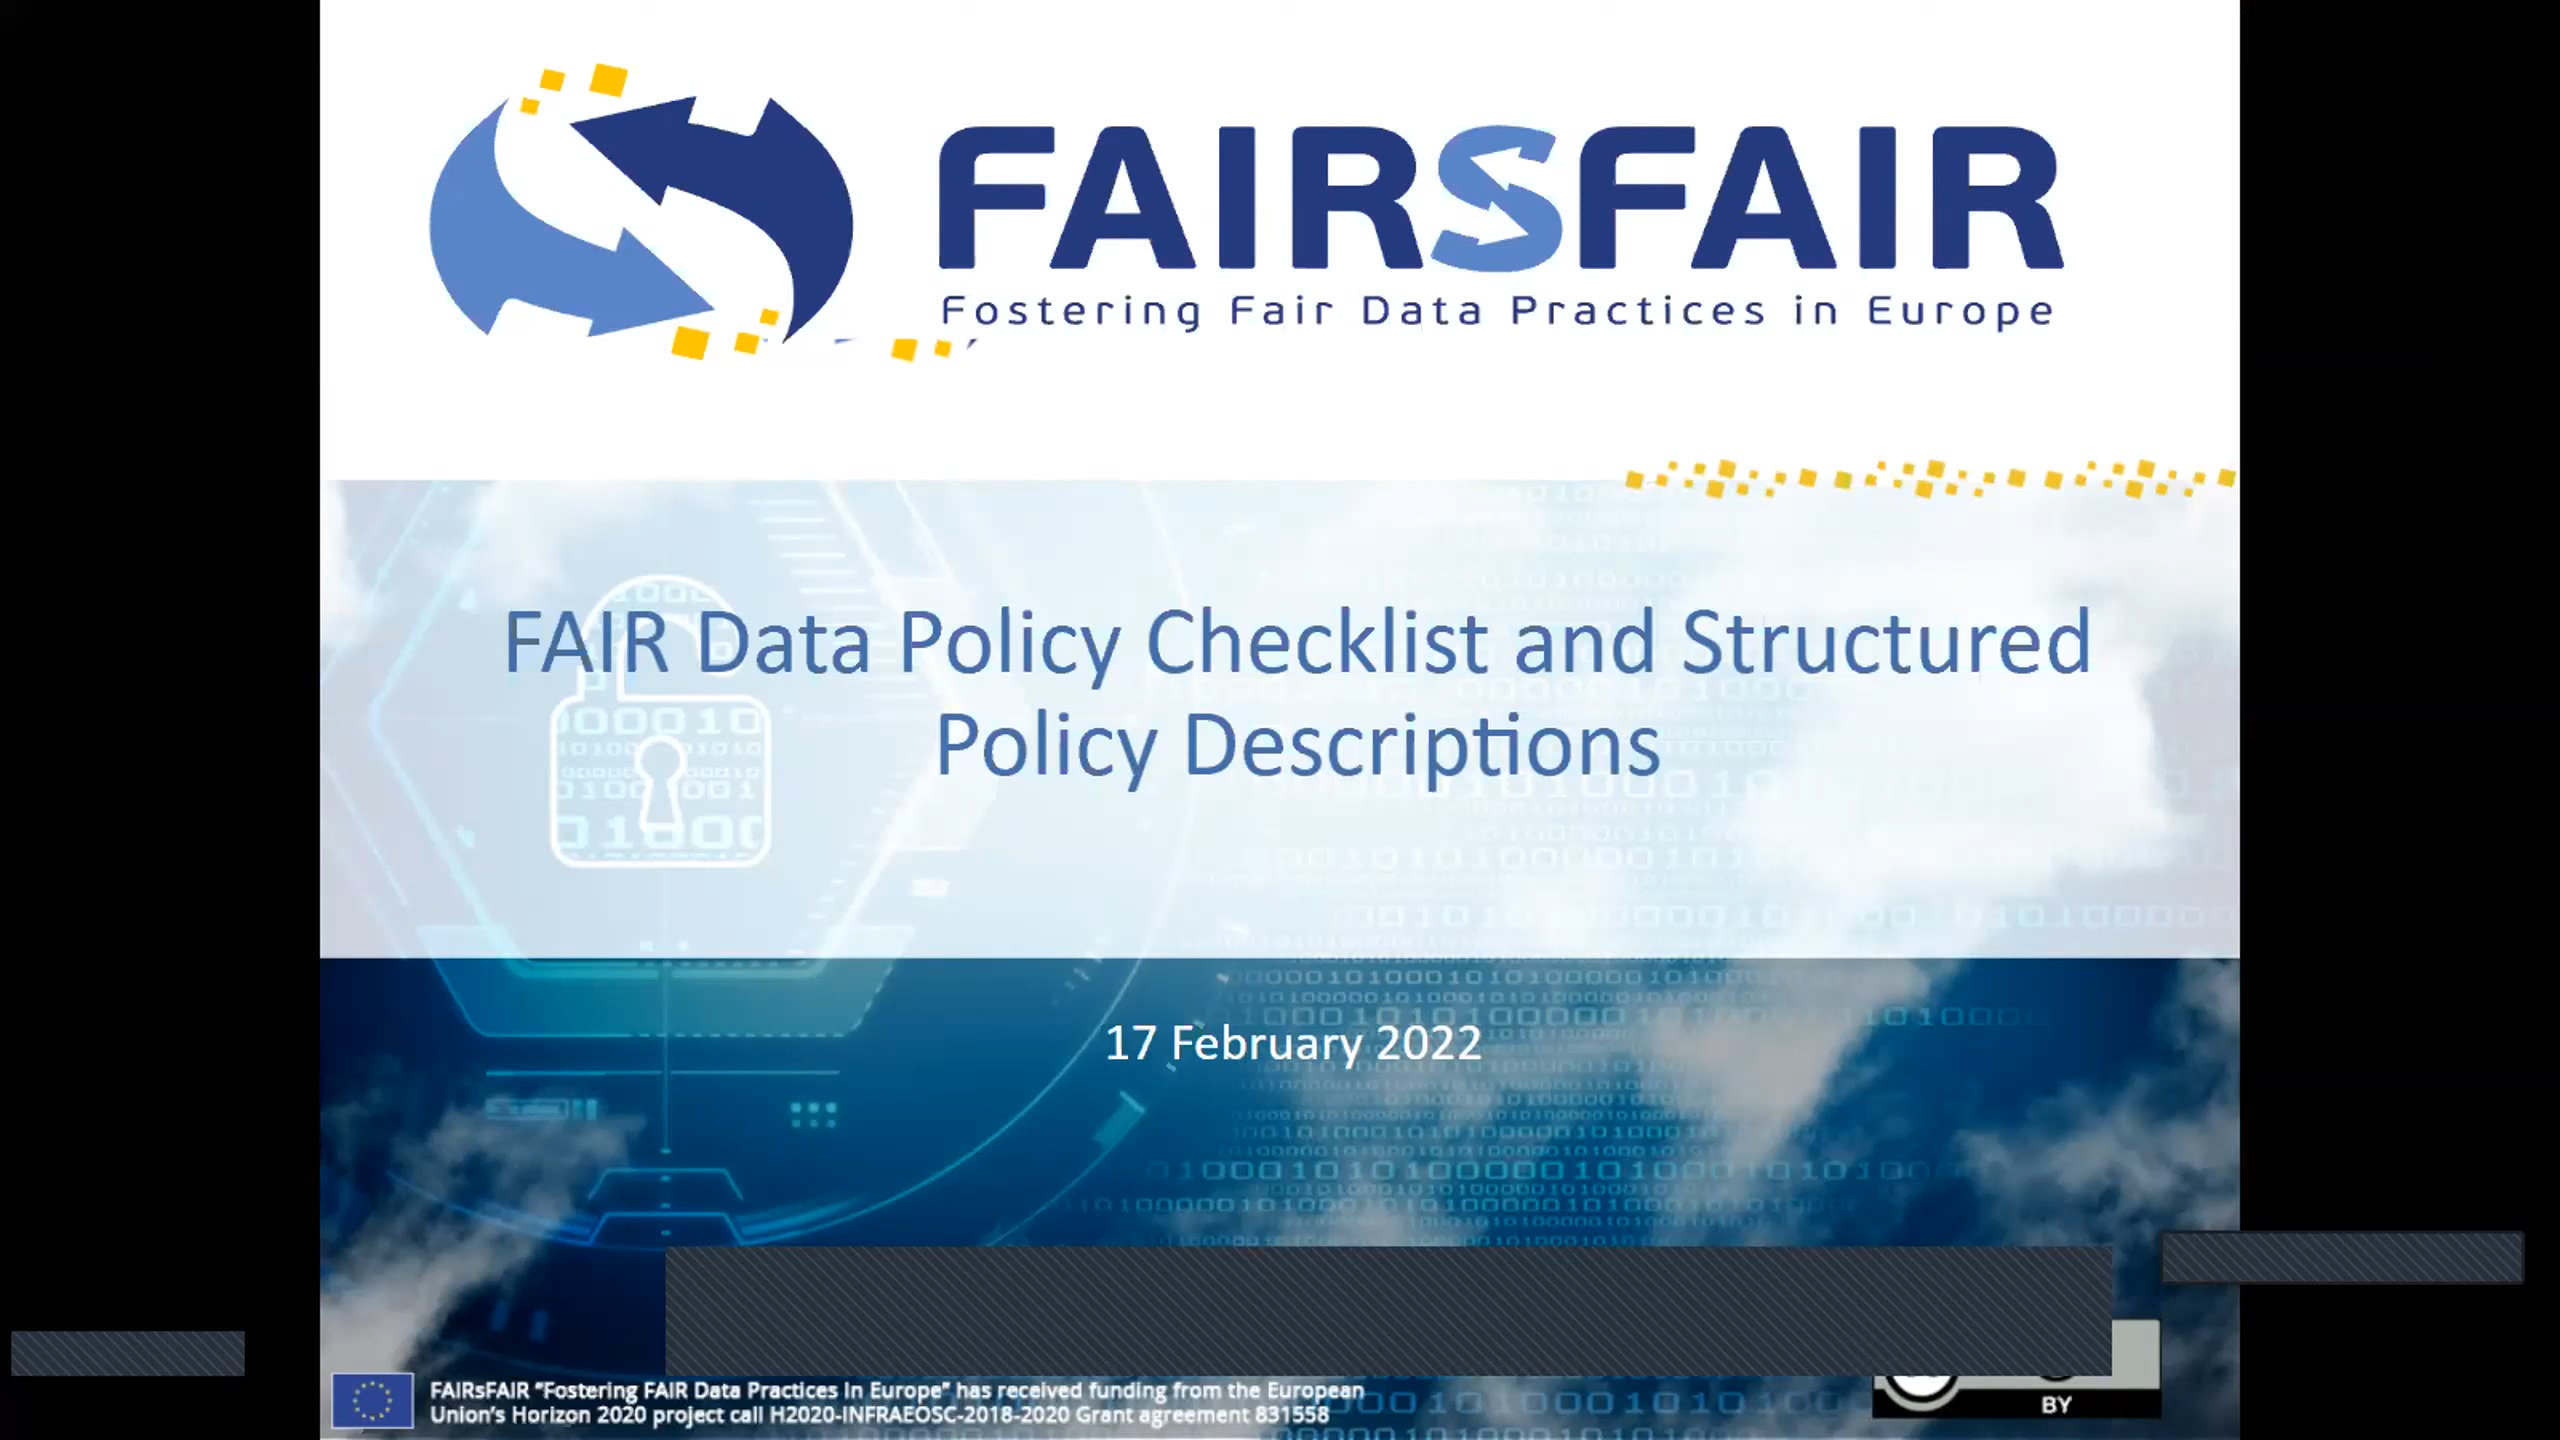 FAIRSFAIR
Fostering Fair Data Practices in Europe
FAIR Data Policy Checklist and Structured
Policy Descriptions
17 February 2022
FAIRsFAIR “Fostering FAIR Data Practices In Europe” has received funding from the European
Union’s Horizon 2020 project call H2020-INFRAEOSC-2018-2020 Grant agreement 831558
BY